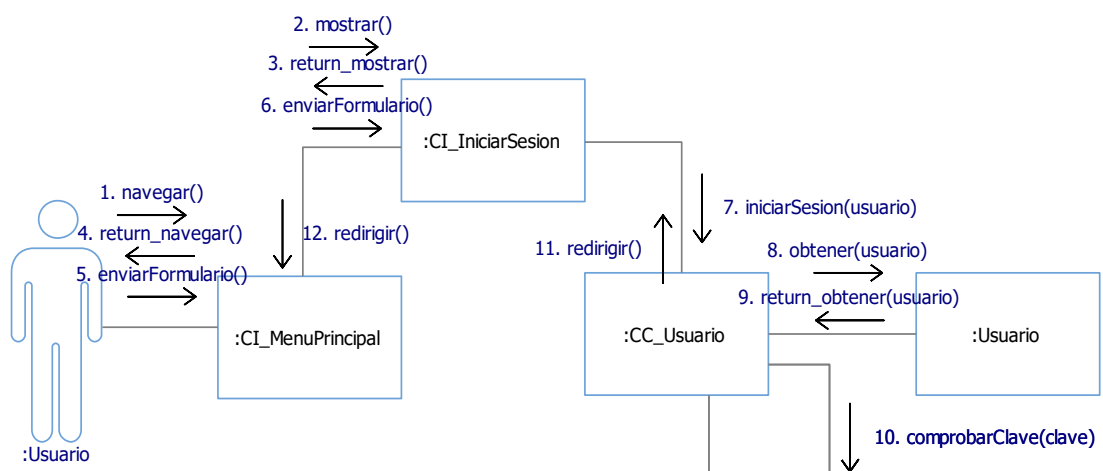 2. mostrar()
3. return_mostrar()
6. enviarFormulario()
:CI_IniciarSesion
1. navegar()
4. return_navegar()
5. enviarFormulario()
12. redirigir()
7. iniciarSesion(usuario)
11. redirigir()
8. obtener(usuario)
9. return_obtener(usuario)
:CI_MenuPrincipal
:CC_Usuario
:Usuario
10. comprobarClave(clave)
:Usuario